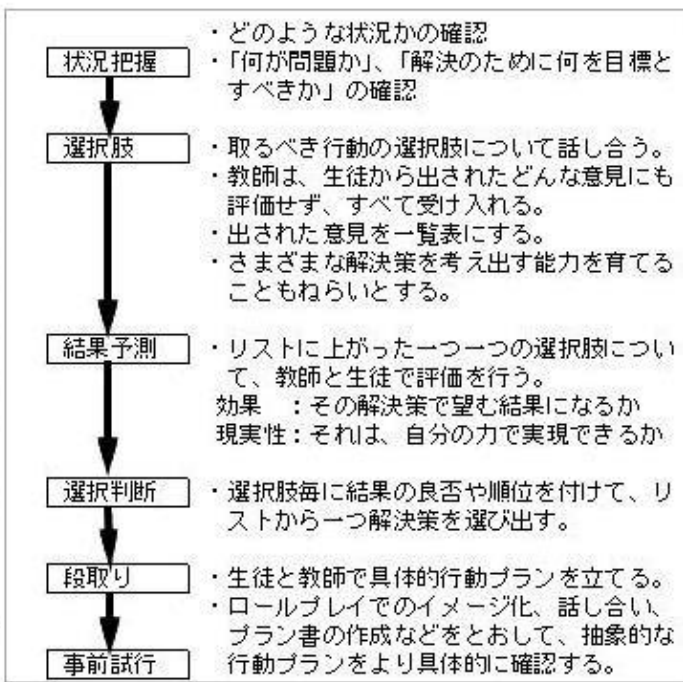 ・どのような状況かの確認
状況把握 ・「何が問題か」、「解決のために何を目標と
すべきか」の確認
選択肢 ・取るべき行動の選択肢について話し合う。
・教師は、生徒から出されたどんな意見にも
評価せず、すべて受け入れる。
・出された意見を一覧表にする。
・さまざまな解決策を考え出す能力を育てる
こともねらいとする。
結果予測 ・リストに上がった一つ一つの選択肢につい
て、教師と生徒で評価を行う。
効果　：その解決策で望む結果になるか
現実性：それは、自分の力で実現できるか
選択判断 ・選択肢毎に結果の良否や順位を付けて、リ
ストから一つ解決策を選び出す。
段取り ・生徒と教師で具体的行動プランを立てる。
・ロールプレイでのイメージ化、話し合い、
プラン書の作成などをとおして、抽象的な
事前試行 行動プランをより具体的に確認する。